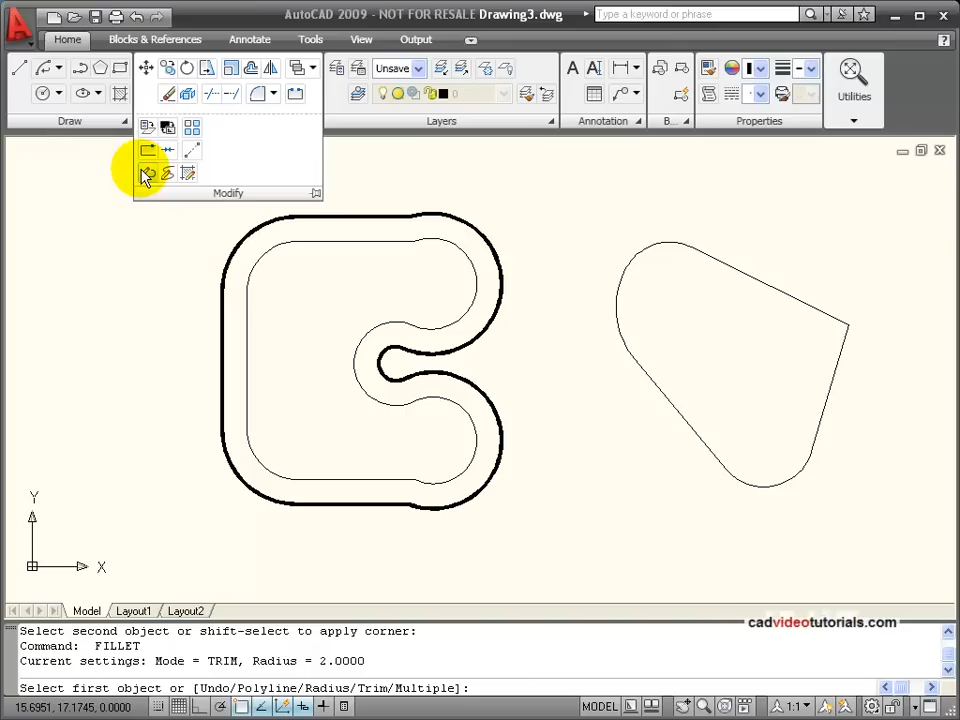 AutoCAD 2009 - NOT FOR RESALE Drawing3.dwg
Type a keyword or phrase
Home Blocks & References Annotate Tools View Output
Unsave
0
Utilities
Draw Layers Annotation B... Properties
Modify
Y
X
Model Layout1 Layout2
cadvideotutorials.com
Select second object or shift-select to apply corner:
Command: FILLET
Current settings: Mode = TRIM, Radius = 2.0000
Select first object or [Undo/Polyline/Radius/Trim/Multiple]:
15.6951, 17.1745, 0.0000 MODEL 1:1